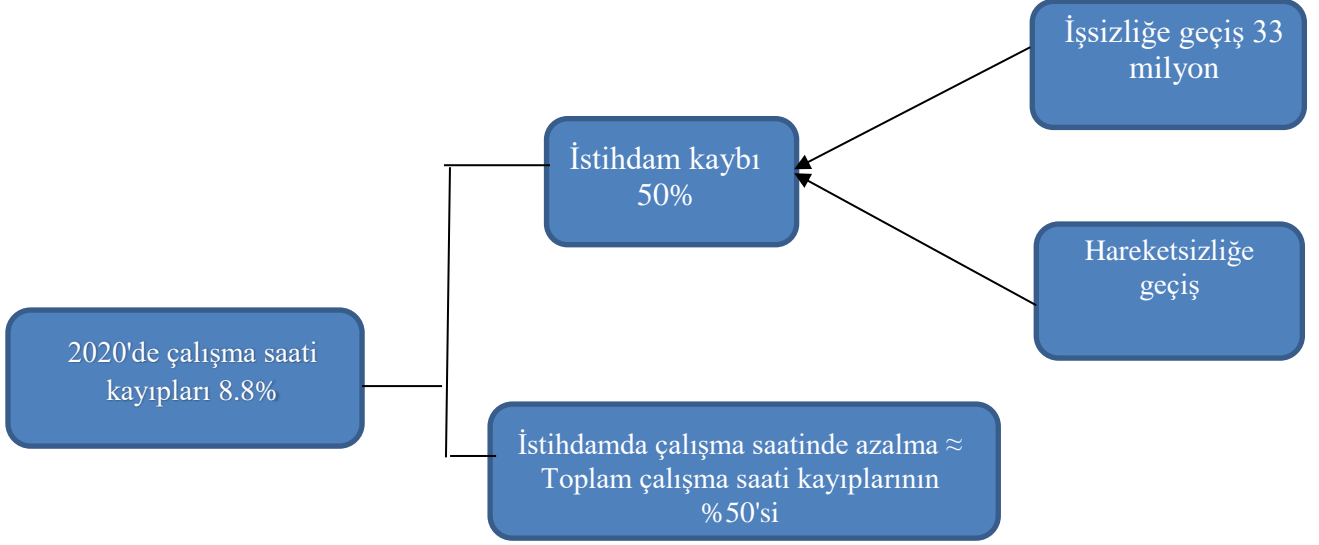 İşsizliğe geçiş 33
milyon
İstihdam kaybı
50%
Hareketsizliğe
geçiş
2020'de çalışma saati
kayıpları 8.8%
İstihdamda çalışma saatinde azalma ≈
Toplam çalışma saati kayıplarının
%50'si